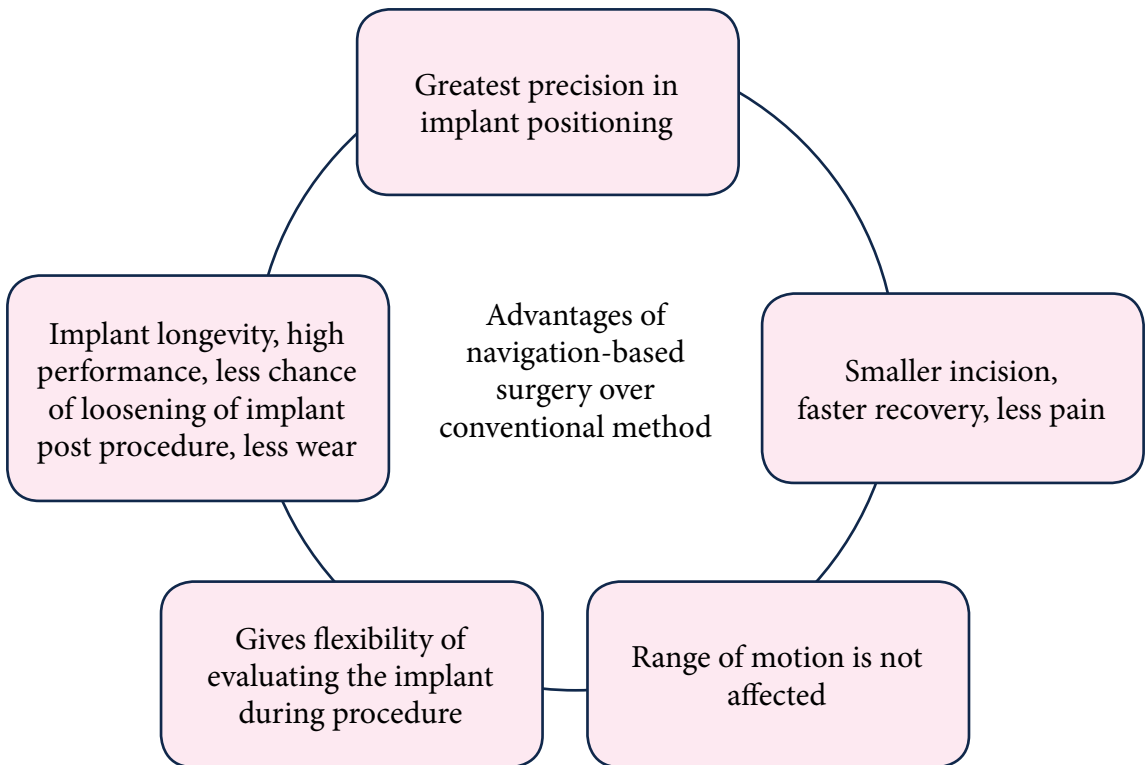 Greatest precision in
implant positioning
Advantages of
navigation-based
surgery over
conventional method
Smaller incision,
faster recovery, less pain
Range of motion is not
affected
Gives flexibility of
evaluating the implant
during procedure
Implant longevity, high
performance, less chance
of loosening of implant
post procedure, less wear